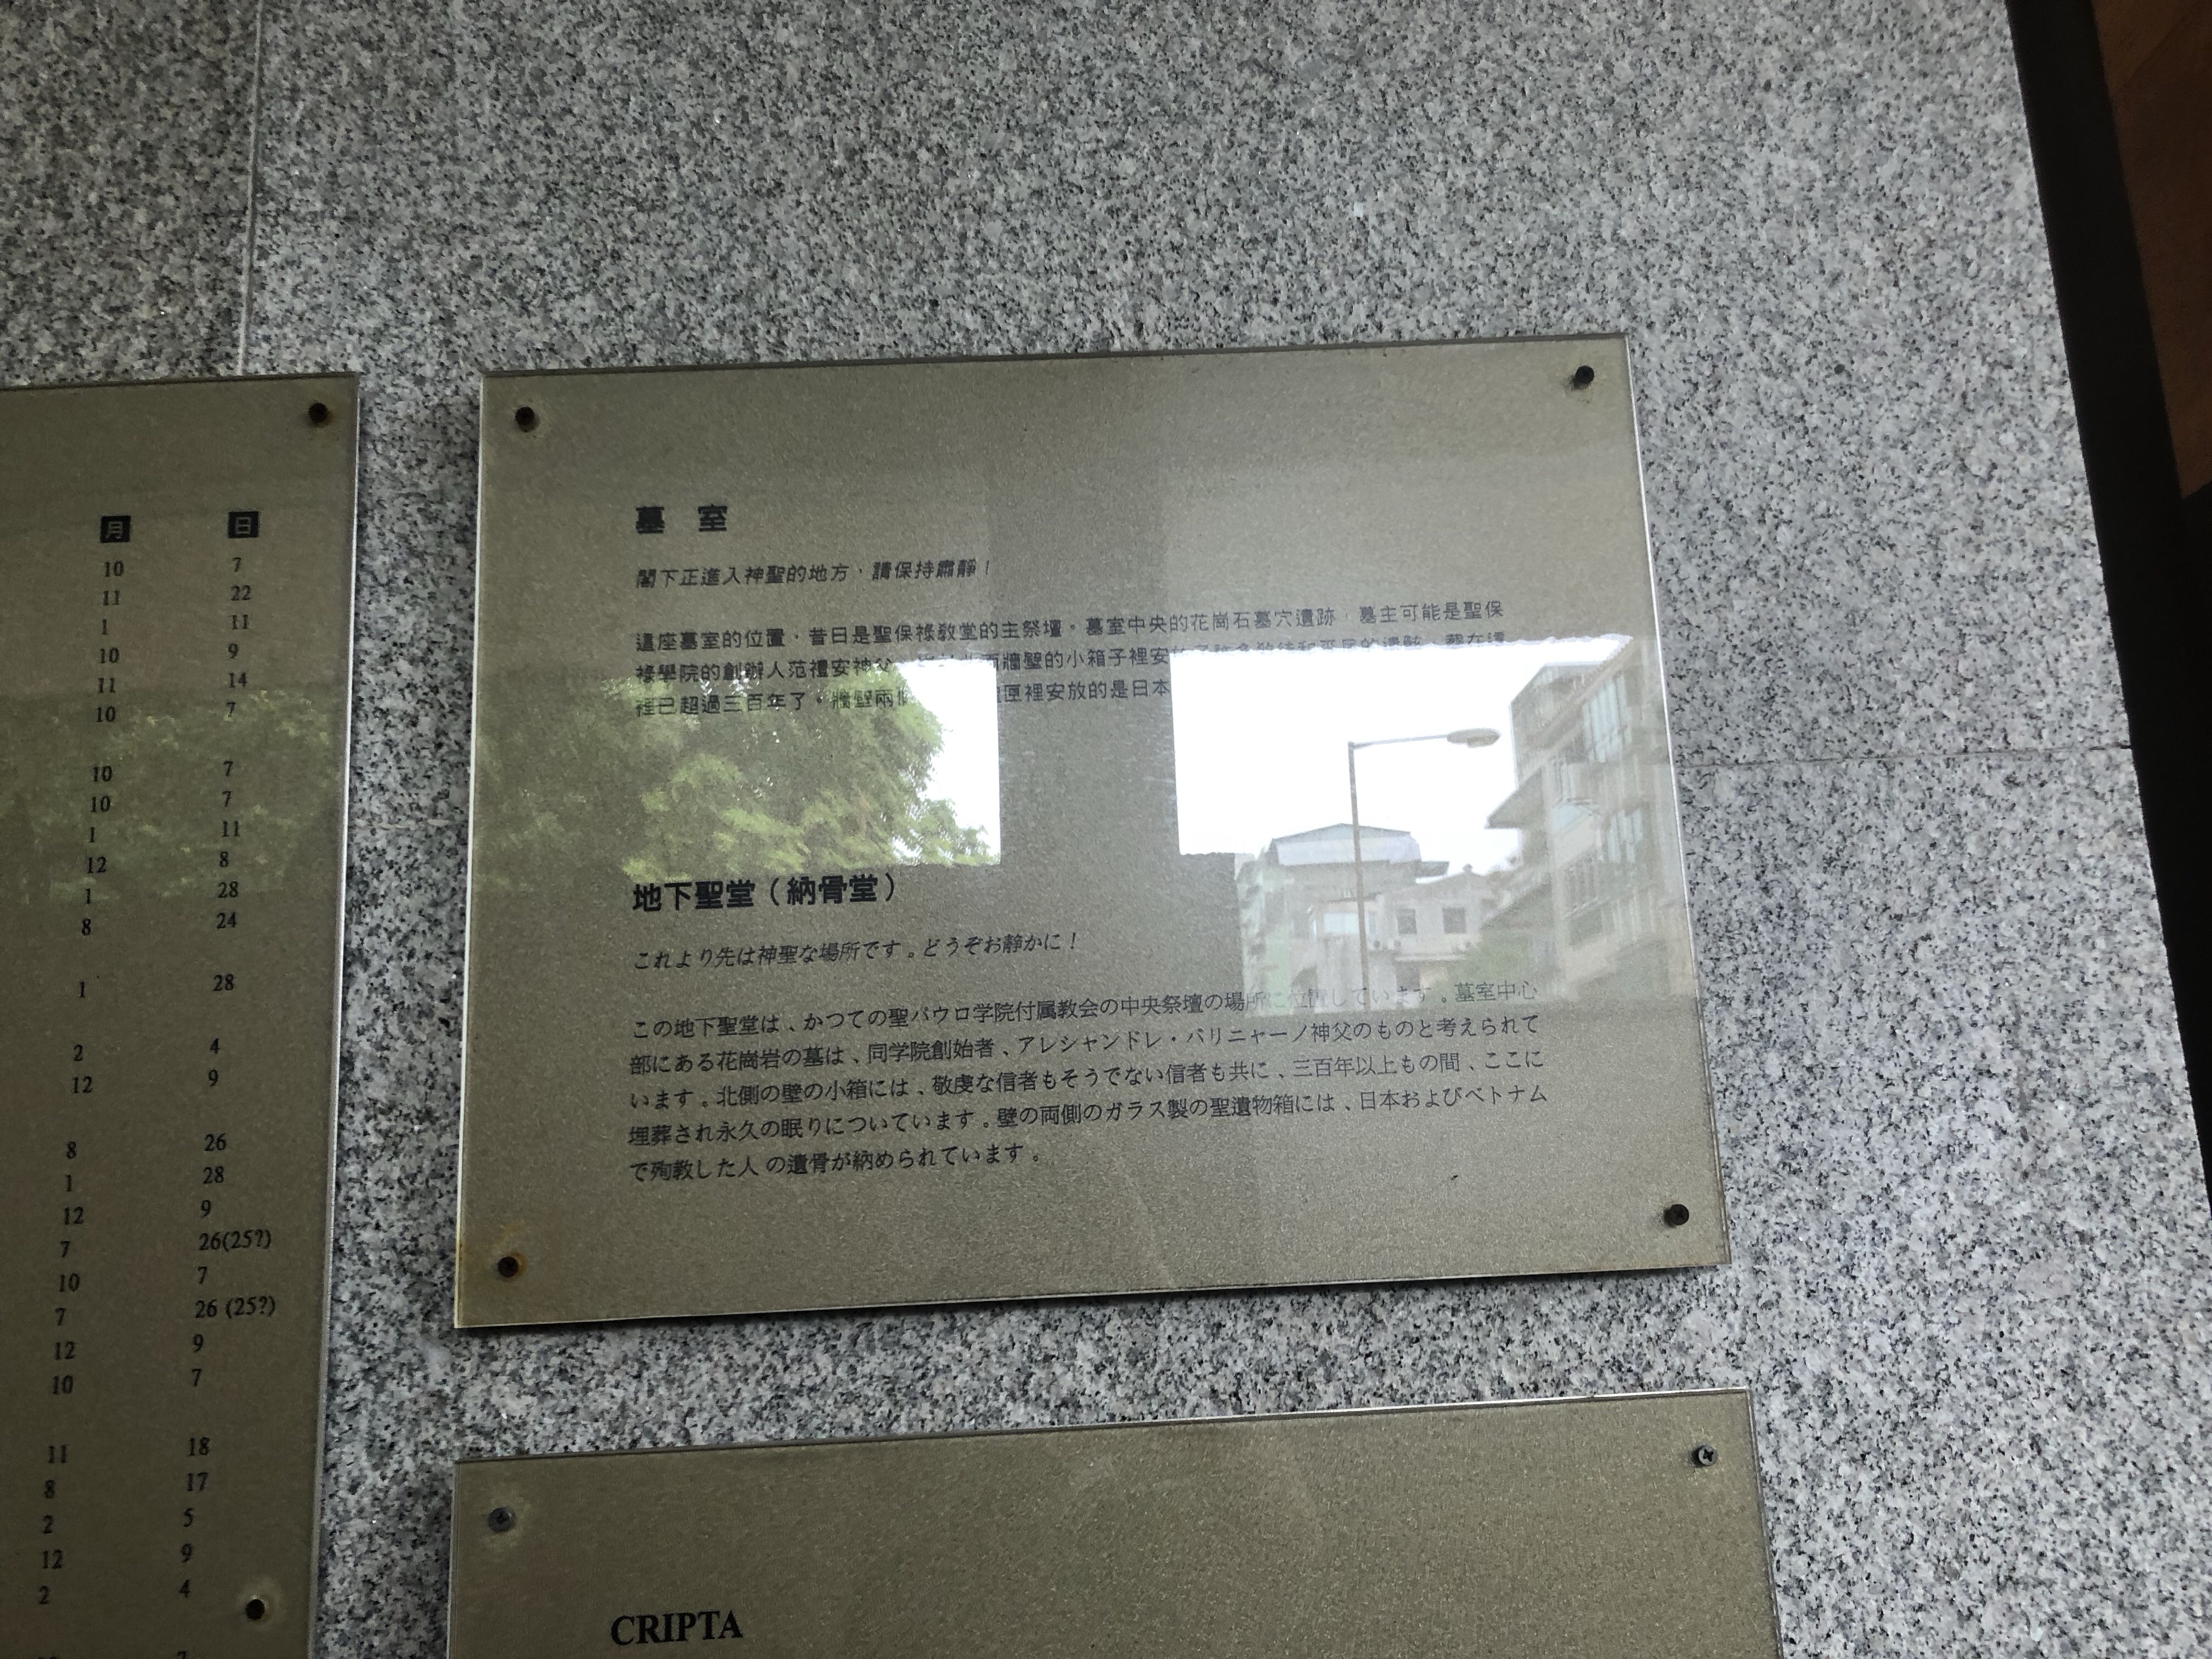 月 日
10 7
11 22
1 11
10 9
11 14
10 7
10 7
10 7
1 11
12 8
1 28
8 24
1 28
2 4
12 9
8 26
1 28
12 9
7 26(25?)
10 7
7 26 (25?)
12 9
10 7
11 18
8 17
2 5
12 9
2 4
墓 室
閣下正進入神聖的地方，請保持肅靜！
這座墓室的位置，昔日是聖保祿教堂的主祭壇。墓室中央的花崗石墓穴遺跡，墓主可能是聖保
祿學院的創辦人范禮安神父 牆壁的小箱子裡安
裡已超過三百年了。牆壁兩 匣裡安放的是日本
地下聖堂（納骨堂）
これより先は神聖な場所です。どうぞお静かに！
この地下聖堂は、かつての聖パウロ学院付属教会の中央祭壇の場所に位置しています。墓室中心
部にある花崗岩の墓は、同学院創始者、アレシャンドレ・バリニャーノ神父のものと考えられて
います。北側の壁の小箱には、敬虔な信者もそうでない信者も共に、三百年以上もの間、ここに
埋葬され永久の眠りについています。壁の両側のガラス製の聖遺物箱には、日本およびベトナム
で殉教した人の遺骨が納められています。
CRIPTA